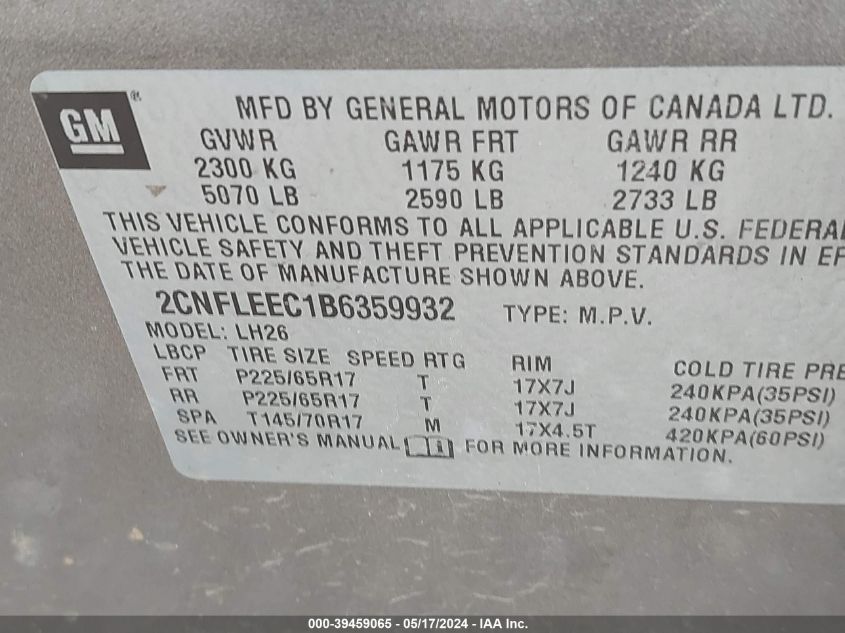 GM®
MFD BY GENERAL MOTORS OF CANADA LTD.
GVWR GAWR FRT GAWR RR
2300 KG 1175 KG 1240 KG
5070 LB 2590 LB 2733 LB
THIS VEHICLE CONFORMS TO ALL APPLICABLE U.S. FEDERAL
VEHICLE SAFETY AND THEFT PREVENTION STANDARDS IN EF
THE DATE OF MANUFACTURE SHOWN ABOVE.
2CNFLEEC1B6359932 TYPE: M.P.V.
MODEL: LH26
LBCP TIRE SIZE SPEED RTG RIM COLD TIRE PRE
FRT P225/65R17 T 17X7J 240KPA(35PSI)
RR P225/65R17 T 17X7J 240KPA(35PSI)
SPA T145/70R17 M 17X4.5T 420KPA(60PSI)
SEE OWNER'S MANUAL FOR MORE INFORMATION.
000-39459065 - 05/17/2024 - IAA Inc.